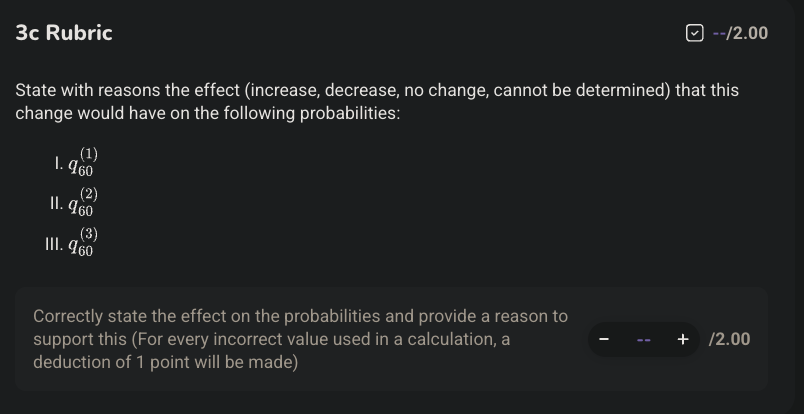 3c Rubric --/2.00
State with reasons the effect (increase, decrease, no change, cannot be determined) that this
change would have on the following probabilities:
I. q_{60}^{(1)}
II. q_{60}^{(2)}
III. q_{60}^{(3)}
Correctly state the effect on the probabilities and provide a reason to
support this (For every incorrect value used in a calculation, a
deduction of 1 point will be made)
− -- + /2.00